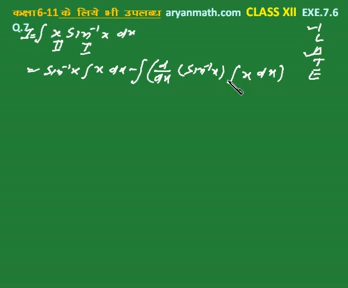 कक्षा 6-11 के लिये भी उपलब्ध aryanmath.com CLASS XII EXE.7.6
Q.7 I=∫ x sin⁻¹ x dx
II I
= sin⁻¹x ∫ x dx - ∫ (d/dx (sin⁻¹x) ∫ x dx)
I
L
A
T
E